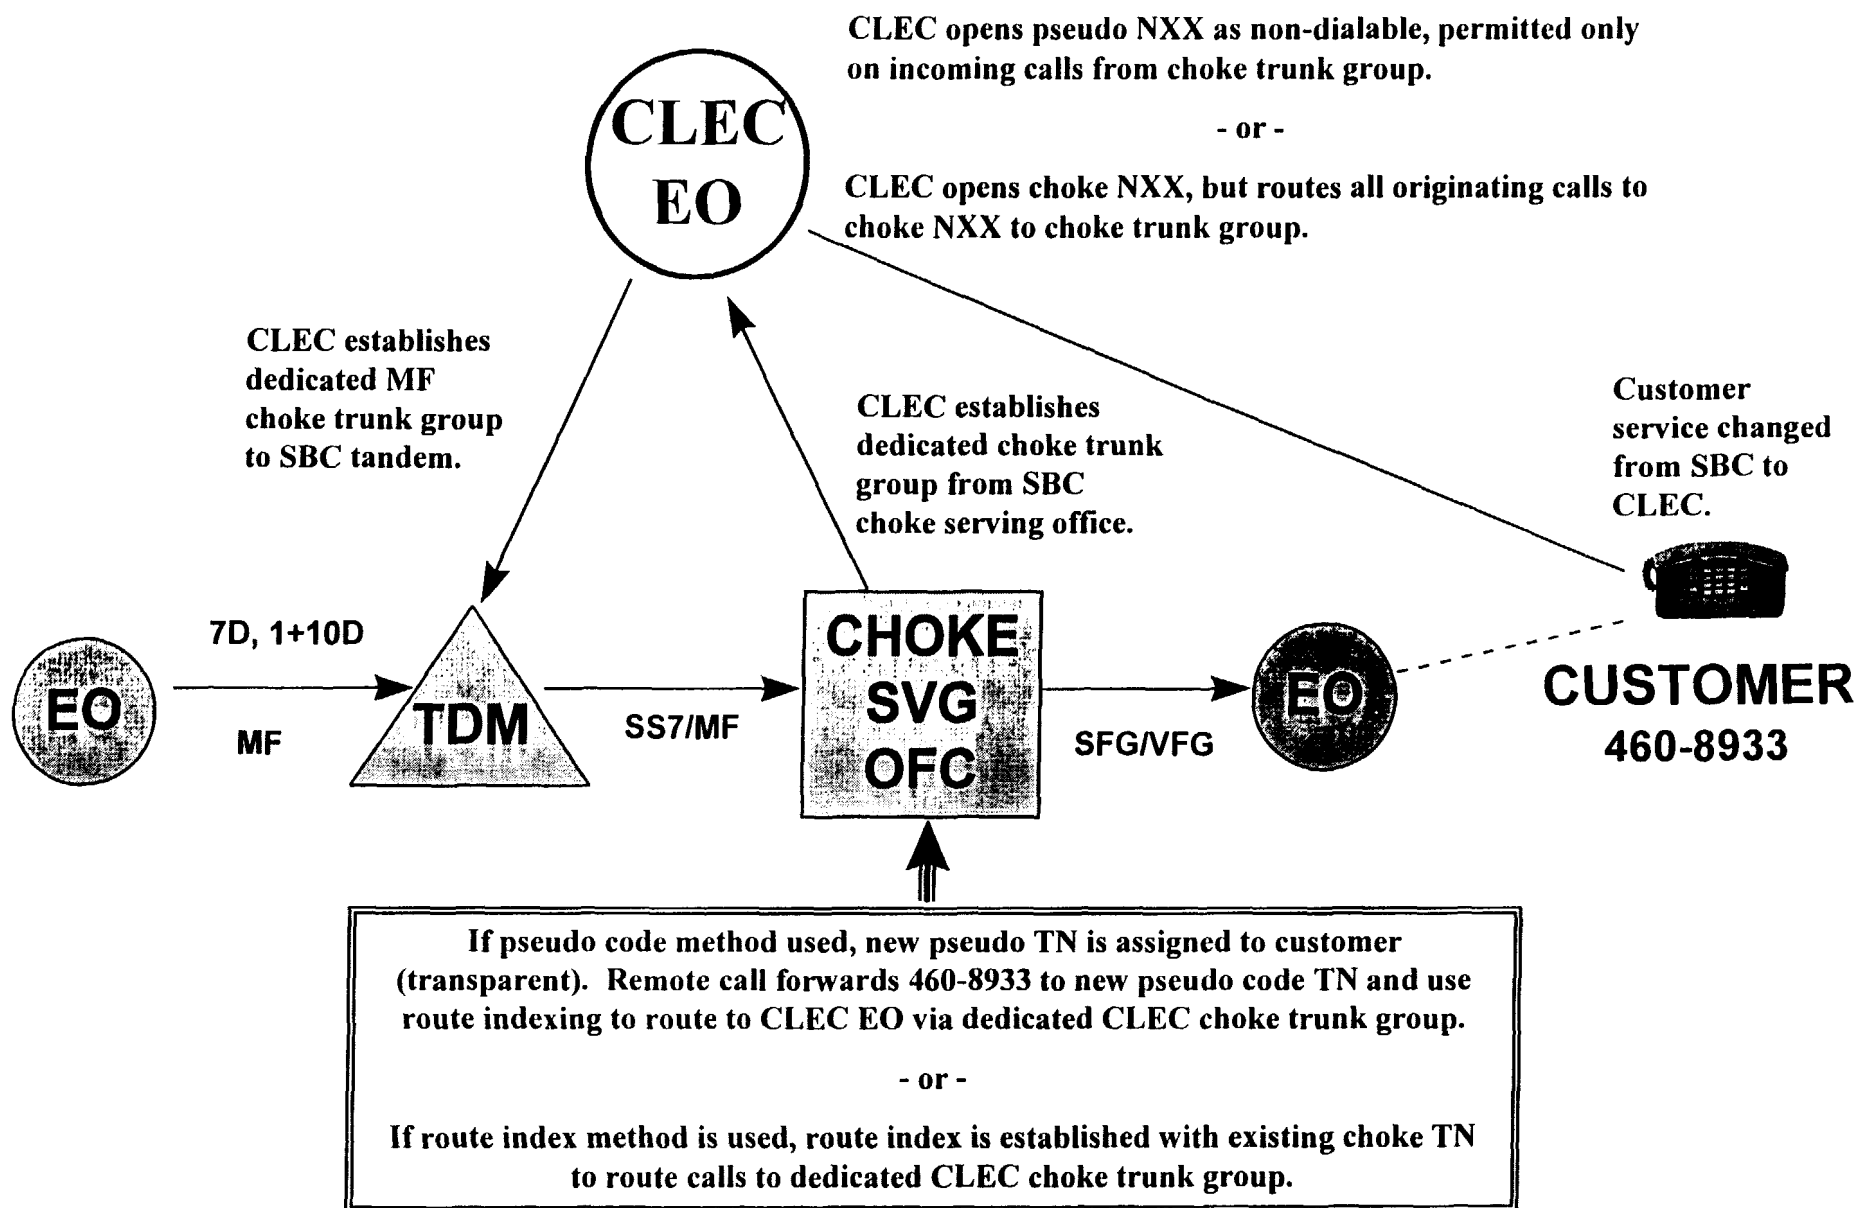 CLEC opens pseudo NXX as non-dialable, permitted only
on incoming calls from choke trunk group.
- or -
CLEC opens choke NXX, but routes all originating calls to
choke NXX to choke trunk group.
CLEC
EO
CLEC establishes
dedicated MF
choke trunk group
to SBC tandem.
CLEC establishes
dedicated choke trunk
group from SBC
choke serving office.
Customer
service changed
from SBC to
CLEC.
EO
7D, 1+10D
MF
TDM
SS7/MF
CHOKE
SVG
OFC
SFG/VFG
EO
CUSTOMER
460-8933
If pseudo code method used, new pseudo TN is assigned to customer
(transparent). Remote call forwards 460-8933 to new pseudo code TN and use
route indexing to route to CLEC EO via dedicated CLEC choke trunk group.
- or -
If route index method is used, route index is established with existing choke TN
to route calls to dedicated CLEC choke trunk group.